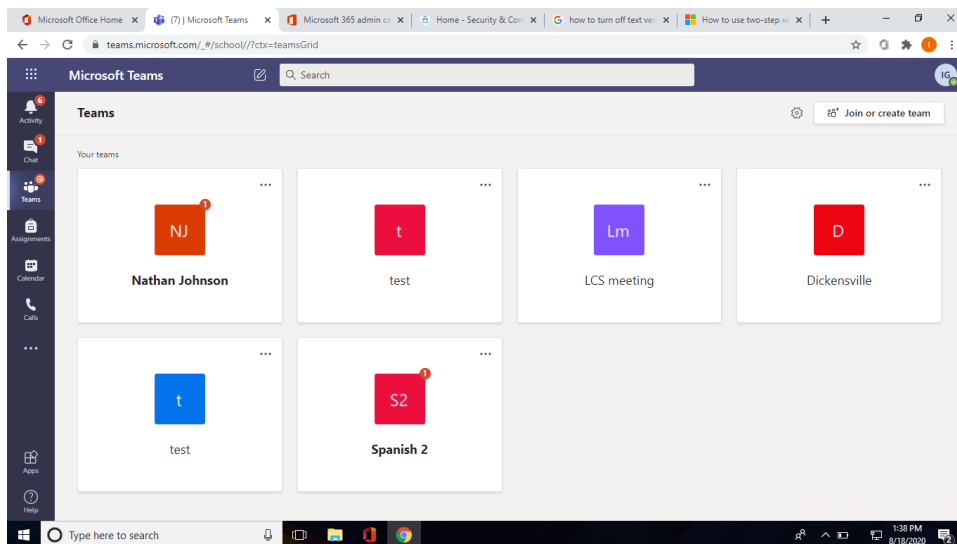 Microsoft Office Home
(7) | Microsoft Teams
Microsoft 365 admin ce
Home - Security & Com
how to turn off text ver
How to use two-step ve
teams.microsoft.com/_#/school//?ctx=teamsGrid
I
Microsoft Teams
Search
IG
6
Activity
1
Chat
Teams
Assignments
Calendar
Calls
Apps
Help
Teams
Join or create team
Your teams
NJ
1
Nathan Johnson
t
test
Lm
LCS meeting
D
Dickensville
t
test
S2
1
Spanish 2
Type here to search
1:38 PM
8/18/2020
2